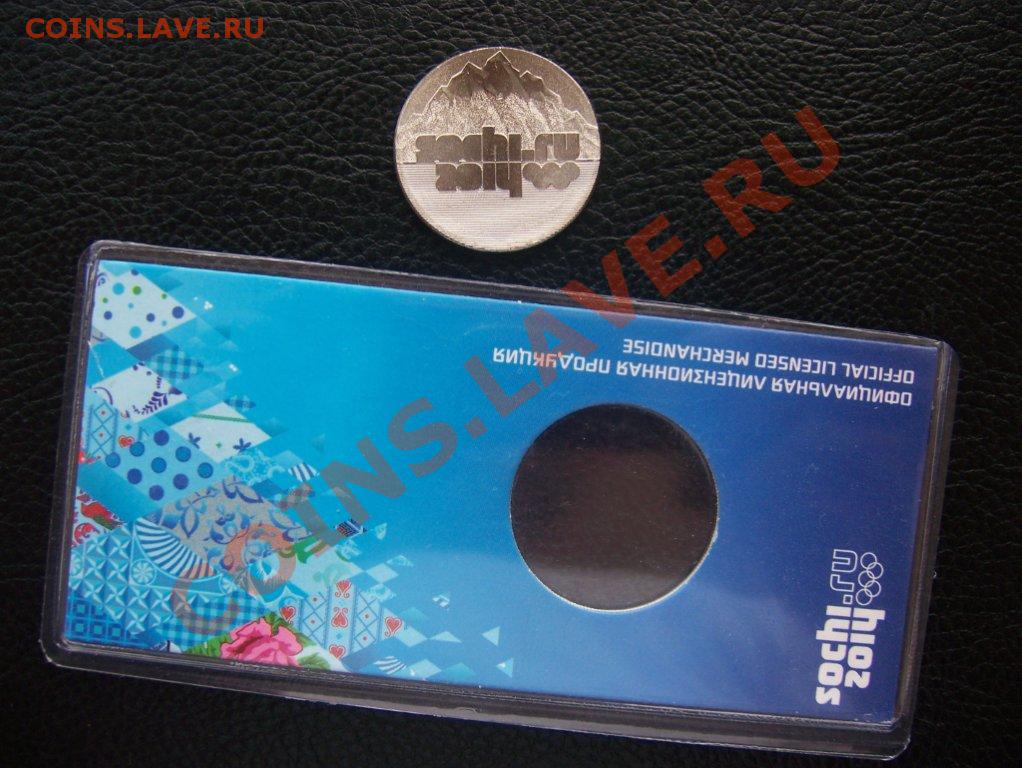 COINS.LAVE.RU
sochi.ru
2014
ОФИЦИАЛЬНАЯ ЛИЦЕНЗИОННАЯ ПРОДУКЦИЯ
OFFICIAL LICENSED MERCHANDISE
sochi.ru
2014
COINS.LAVE.RU